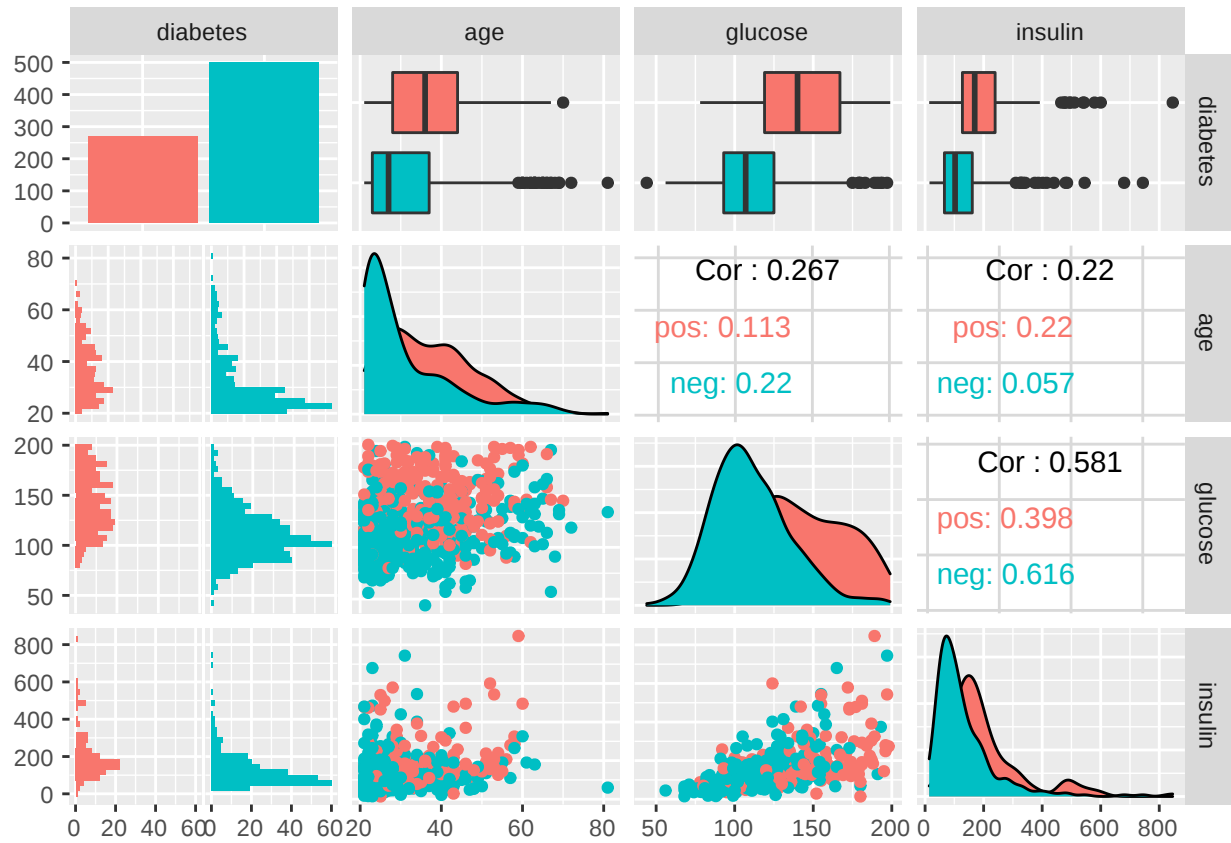 diabetes age glucose insulin
500
400
300
200
100
0
diabetes
80
60
40
20
Cor : 0.267
pos: 0.113
neg: 0.22
Cor : 0.22
pos: 0.22
neg: 0.057
age
200
150
100
50
Cor : 0.581
pos: 0.398
neg: 0.616
glucose
800
600
400
200
0
insulin
0 20 40 60 0 20 40 60 20 40 60 80 50 100 150 200 0 200 400 600 800